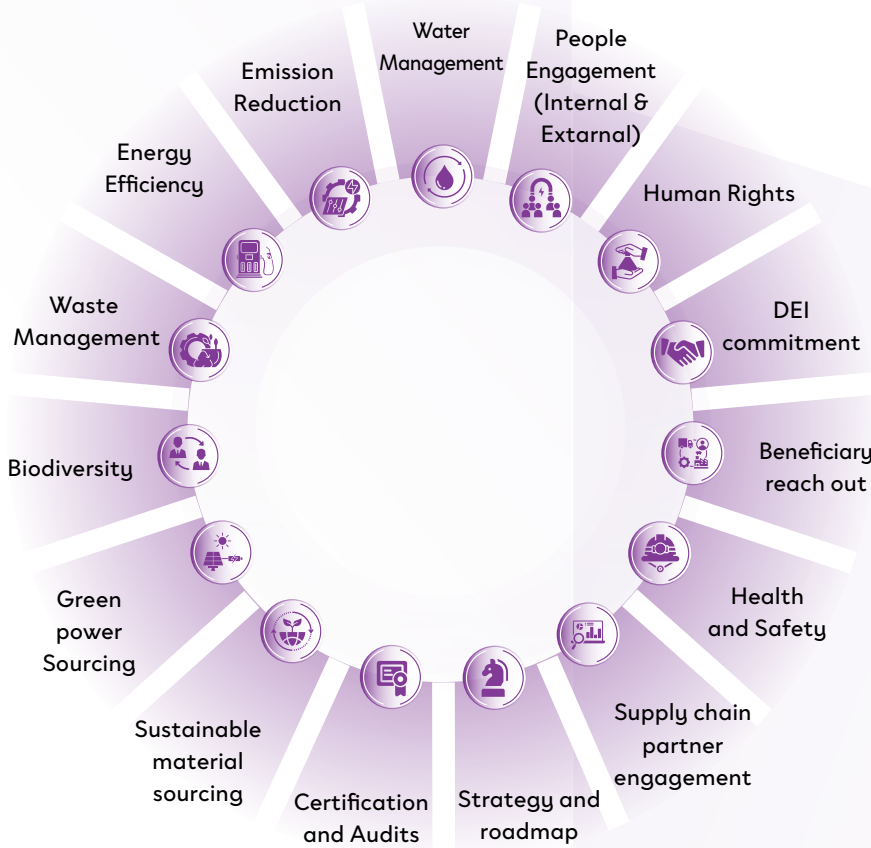 Water
Management
People
Engagement
(Internal &
Extarnal)
Human Rights
DEI
commitment
Beneficiary
reach out
Health
and Safety
Supply chain
partner
engagement
Strategy and
roadmap
Certification
and Audits
Sustainable
material
sourcing
Green
power
Sourcing
Biodiversity
Waste
Management
Energy
Efficiency
Emission
Reduction